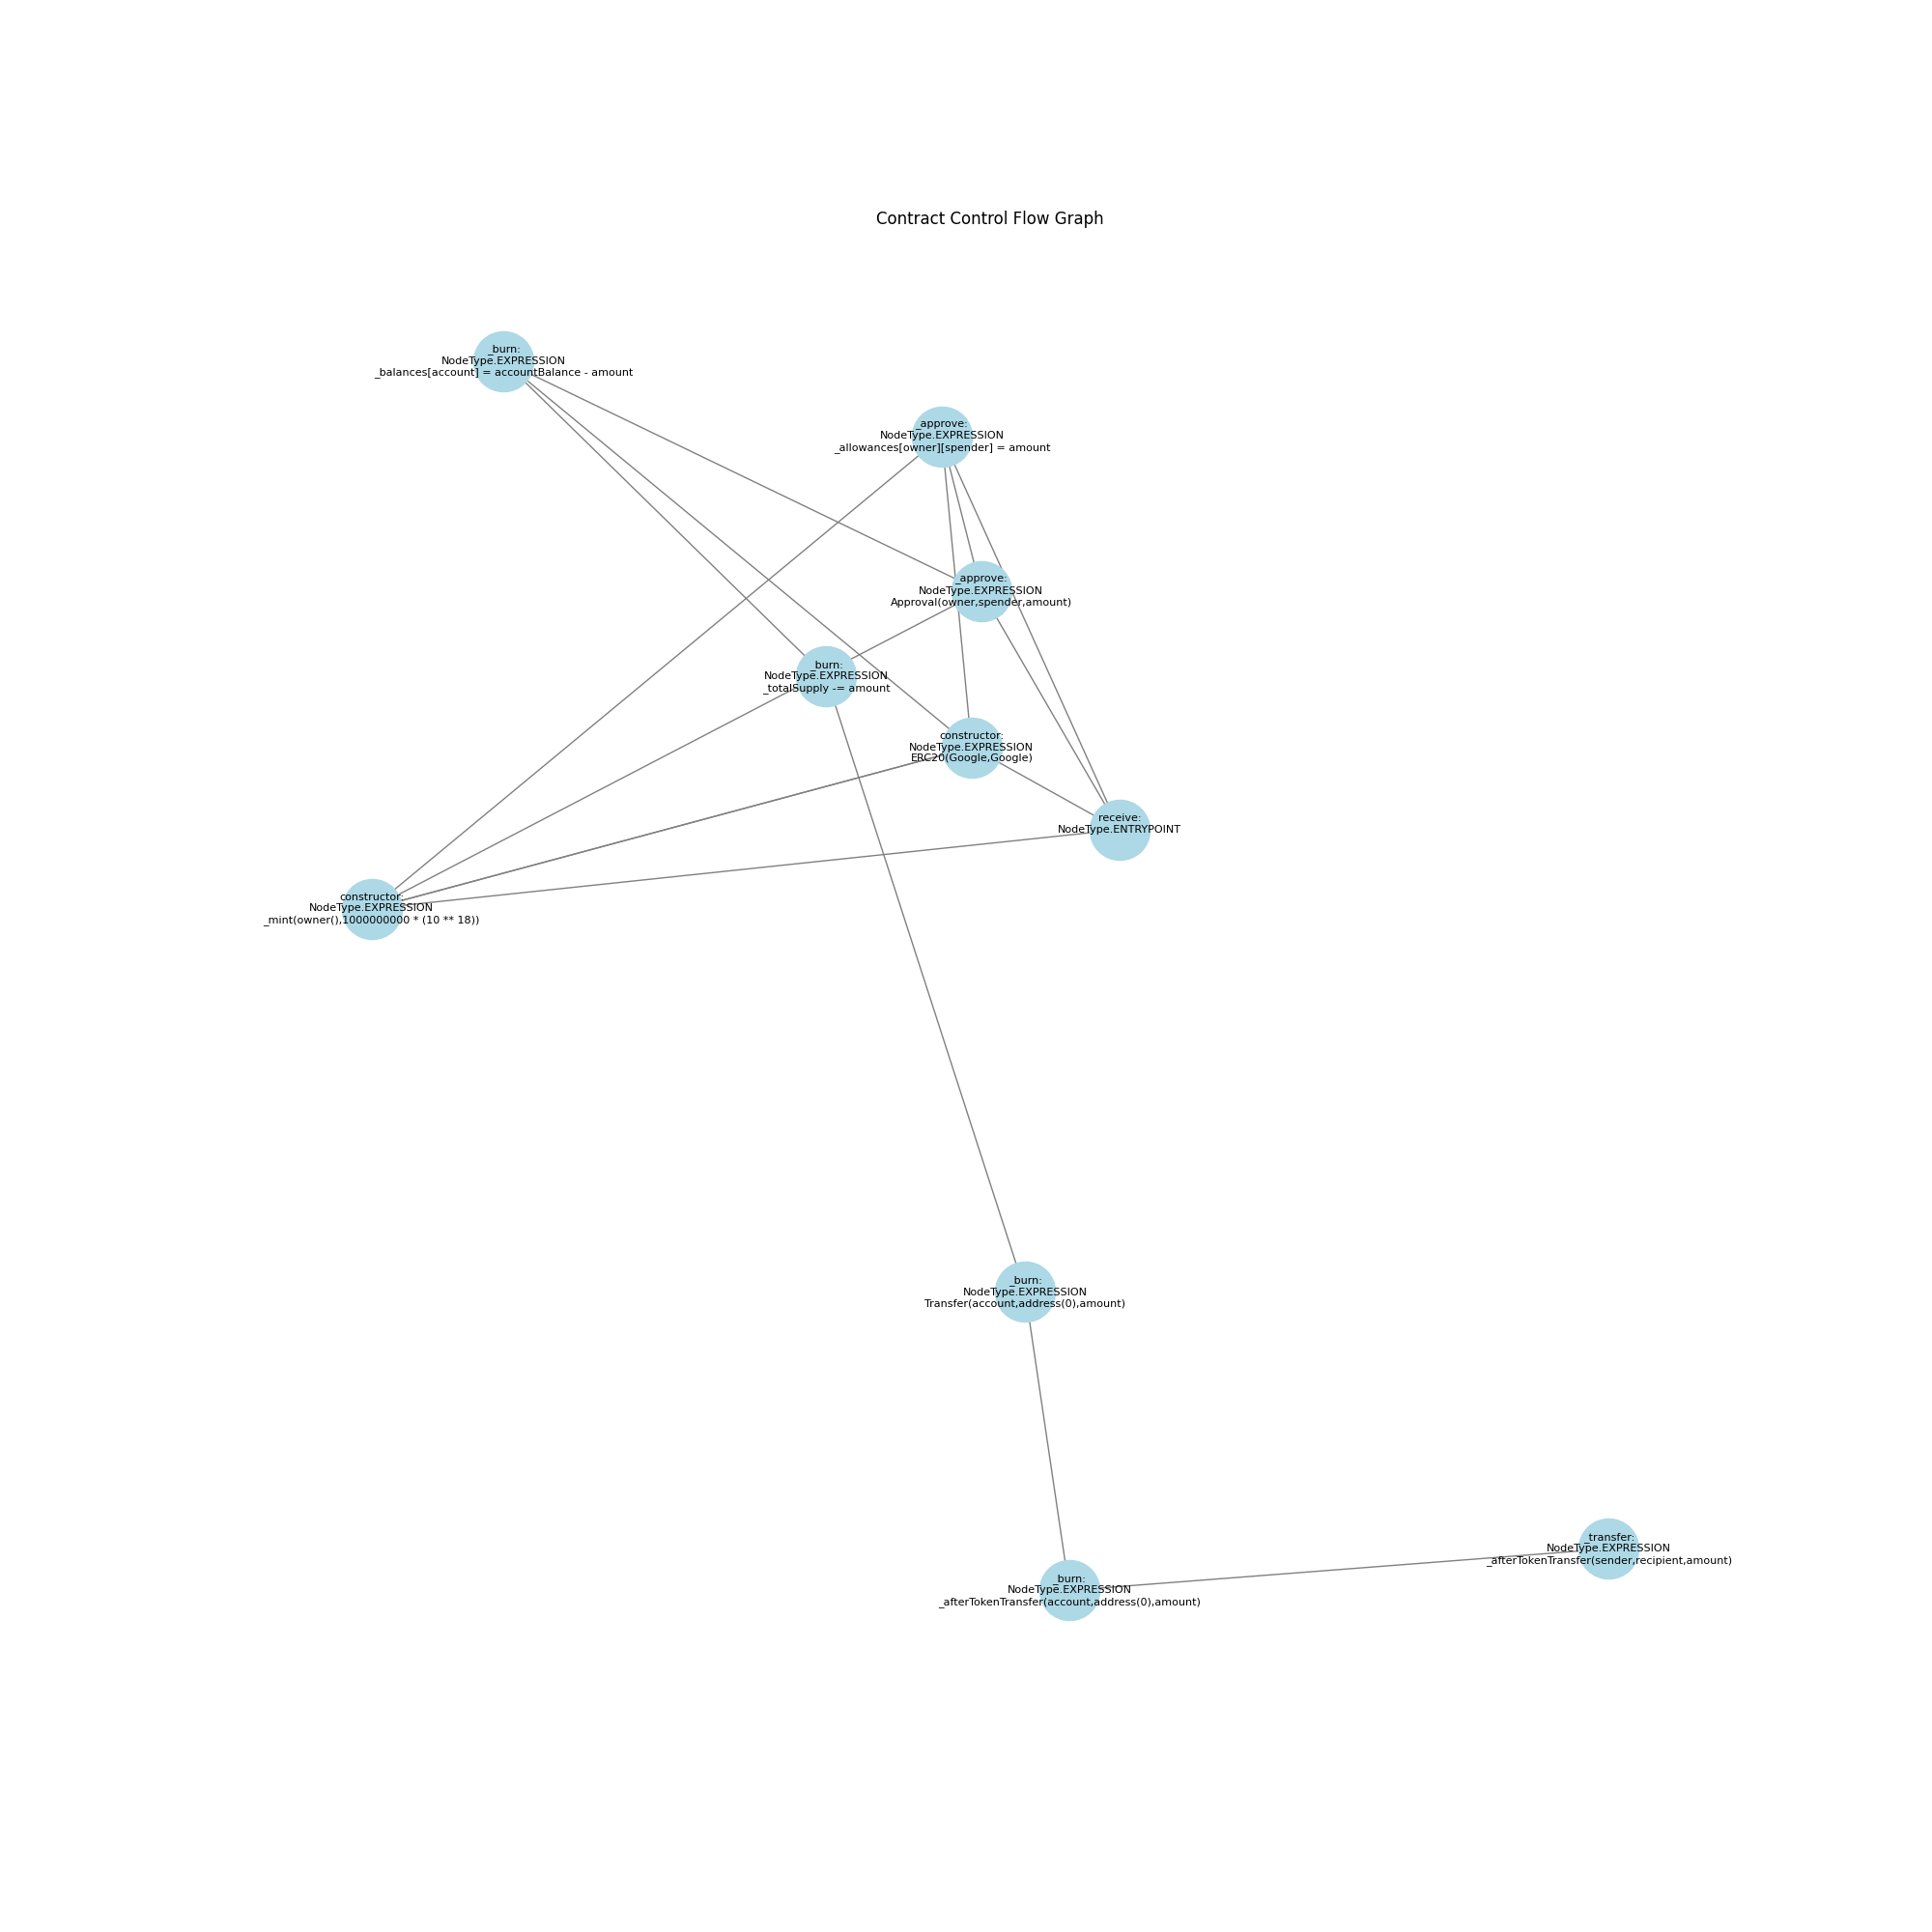 Contract Control Flow Graph
_burn:
NodeType.EXPRESSION
_balances[account] = accountBalance - amount
_approve:
NodeType.EXPRESSION
_allowances[owner][spender] = amount
_approve:
NodeType.EXPRESSION
Approval(owner,spender,amount)
_burn:
NodeType.EXPRESSION
_totalSupply -= amount
constructor:
NodeType.EXPRESSION
ERC20(Google,Google)
receive:
NodeType.ENTRYPOINT
constructor:
NodeType.EXPRESSION
_mint(owner(),1000000000 * (10 ** 18))
_burn:
NodeType.EXPRESSION
Transfer(account,address(0),amount)
_transfer:
NodeType.EXPRESSION
_afterTokenTransfer(sender,recipient,amount)
_burn:
NodeType.EXPRESSION
_afterTokenTransfer(account,address(0),amount)